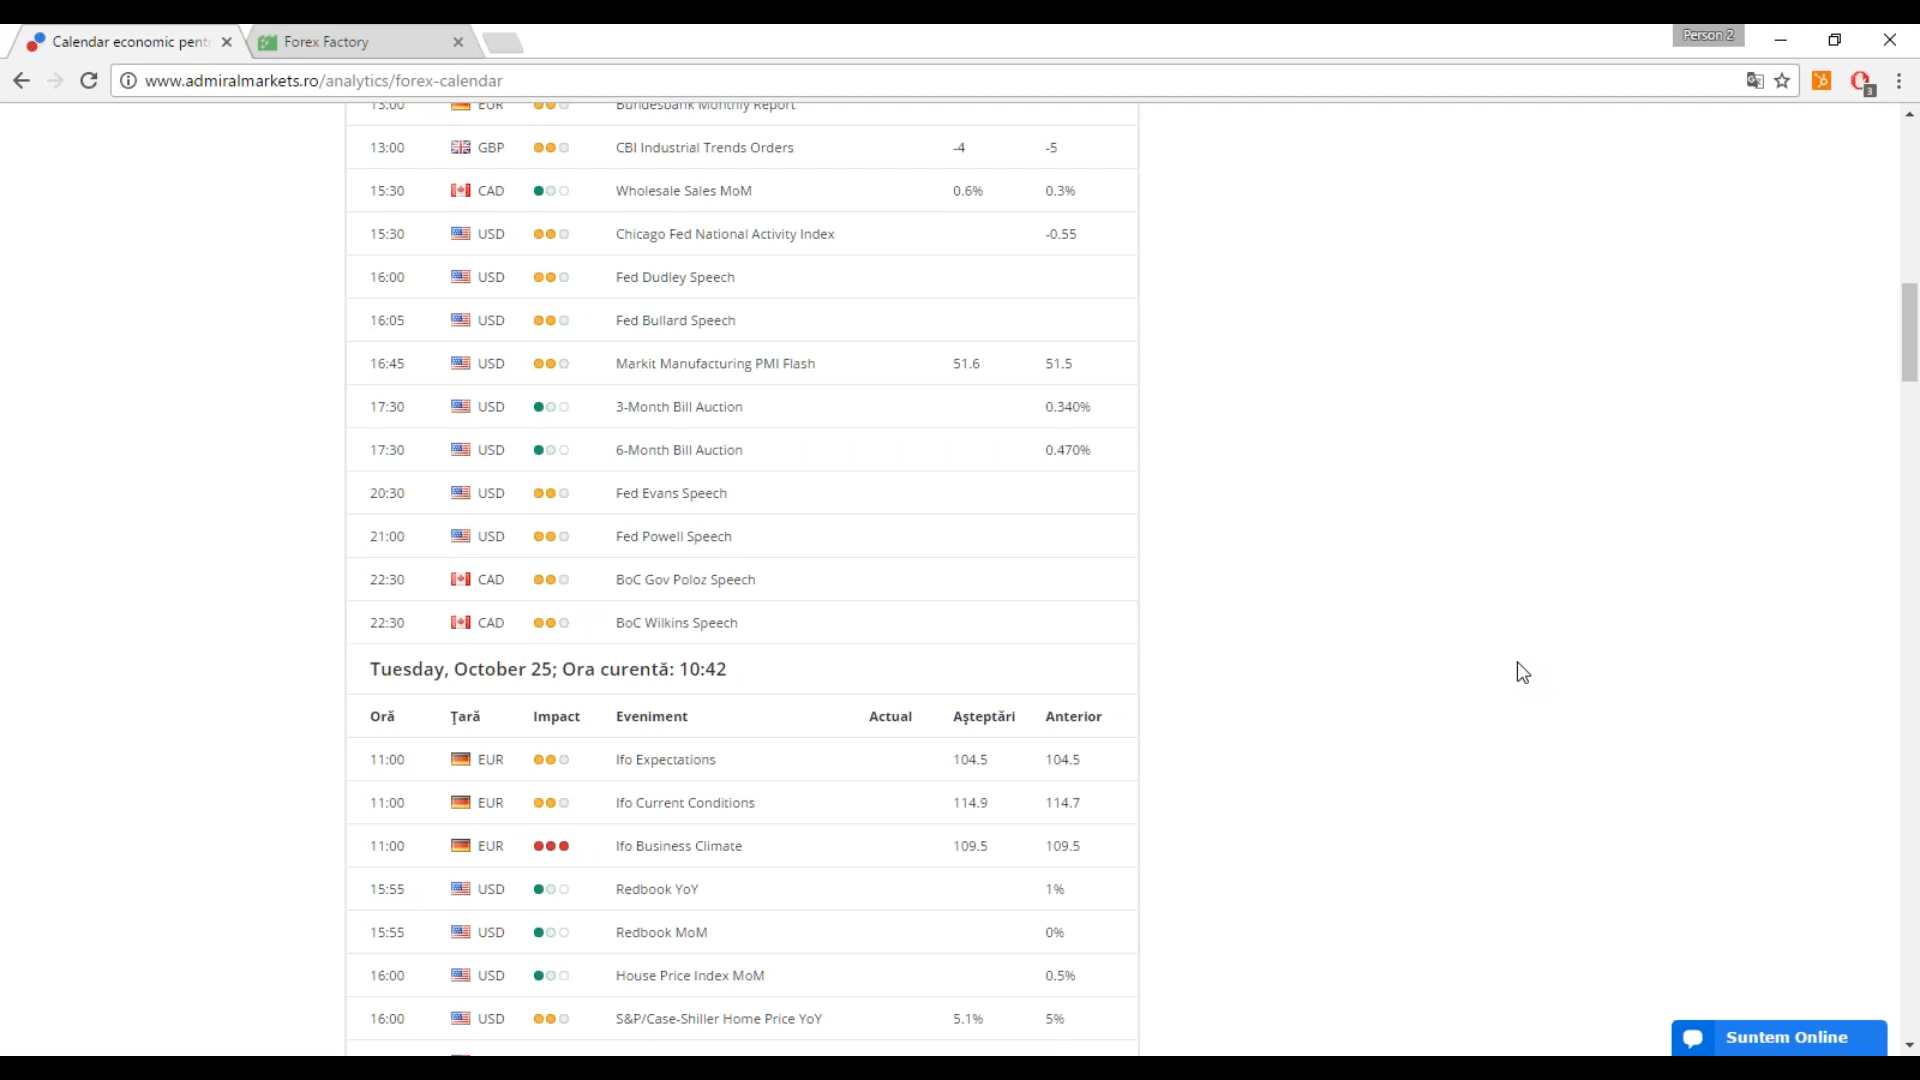 Calendar economic pent
Forex Factory
Person 2
www.admiralmarkets.ro/analytics/forex-calendar
3
13:00 EUR Bundesbank Monthly Report
13:00 GBP CBI Industrial Trends Orders -4 -5
15:30 CAD Wholesale Sales MoM 0.6% 0.3%
15:30 USD Chicago Fed National Activity Index -0.55
16:00 USD Fed Dudley Speech
16:05 USD Fed Bullard Speech
16:45 USD Markit Manufacturing PMI Flash 51.6 51.5
17:30 USD 3-Month Bill Auction 0.340%
17:30 USD 6-Month Bill Auction 0.470%
20:30 USD Fed Evans Speech
21:00 USD Fed Powell Speech
22:30 CAD BoC Gov Poloz Speech
22:30 CAD BoC Wilkins Speech
Tuesday, October 25; Ora curentă: 10:42
Oră Ţară Impact Eveniment Actual Aşteptări Anterior
11:00 EUR Ifo Expectations 104.5 104.5
11:00 EUR Ifo Current Conditions 114.9 114.7
11:00 EUR Ifo Business Climate 109.5 109.5
15:55 USD Redbook YoY 1%
15:55 USD Redbook MoM 0%
16:00 USD House Price Index MoM 0.5%
16:00 USD S&P/Case-Shiller Home Price YoY 5.1% 5%
Suntem Online